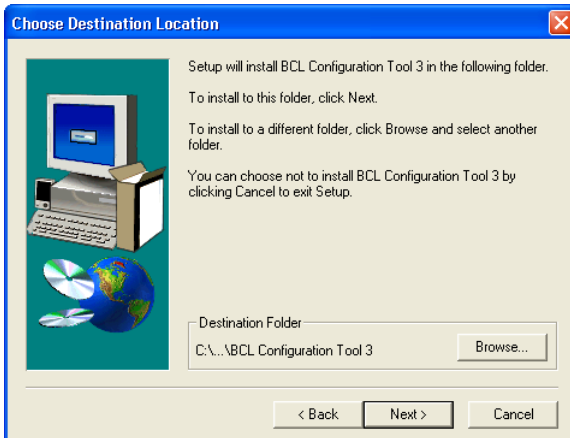 Choose Destination Location
Setup will install BCL Configuration Tool 3 in the following folder.
To install to this folder, click Next.
To install to a different folder, click Browse and select another
folder.
You can choose not to install BCL Configuration Tool 3 by
clicking Cancel to exit Setup.
Destination Folder
C:\...\BCL Configuration Tool 3
Browse...
< Back
Next >
Cancel